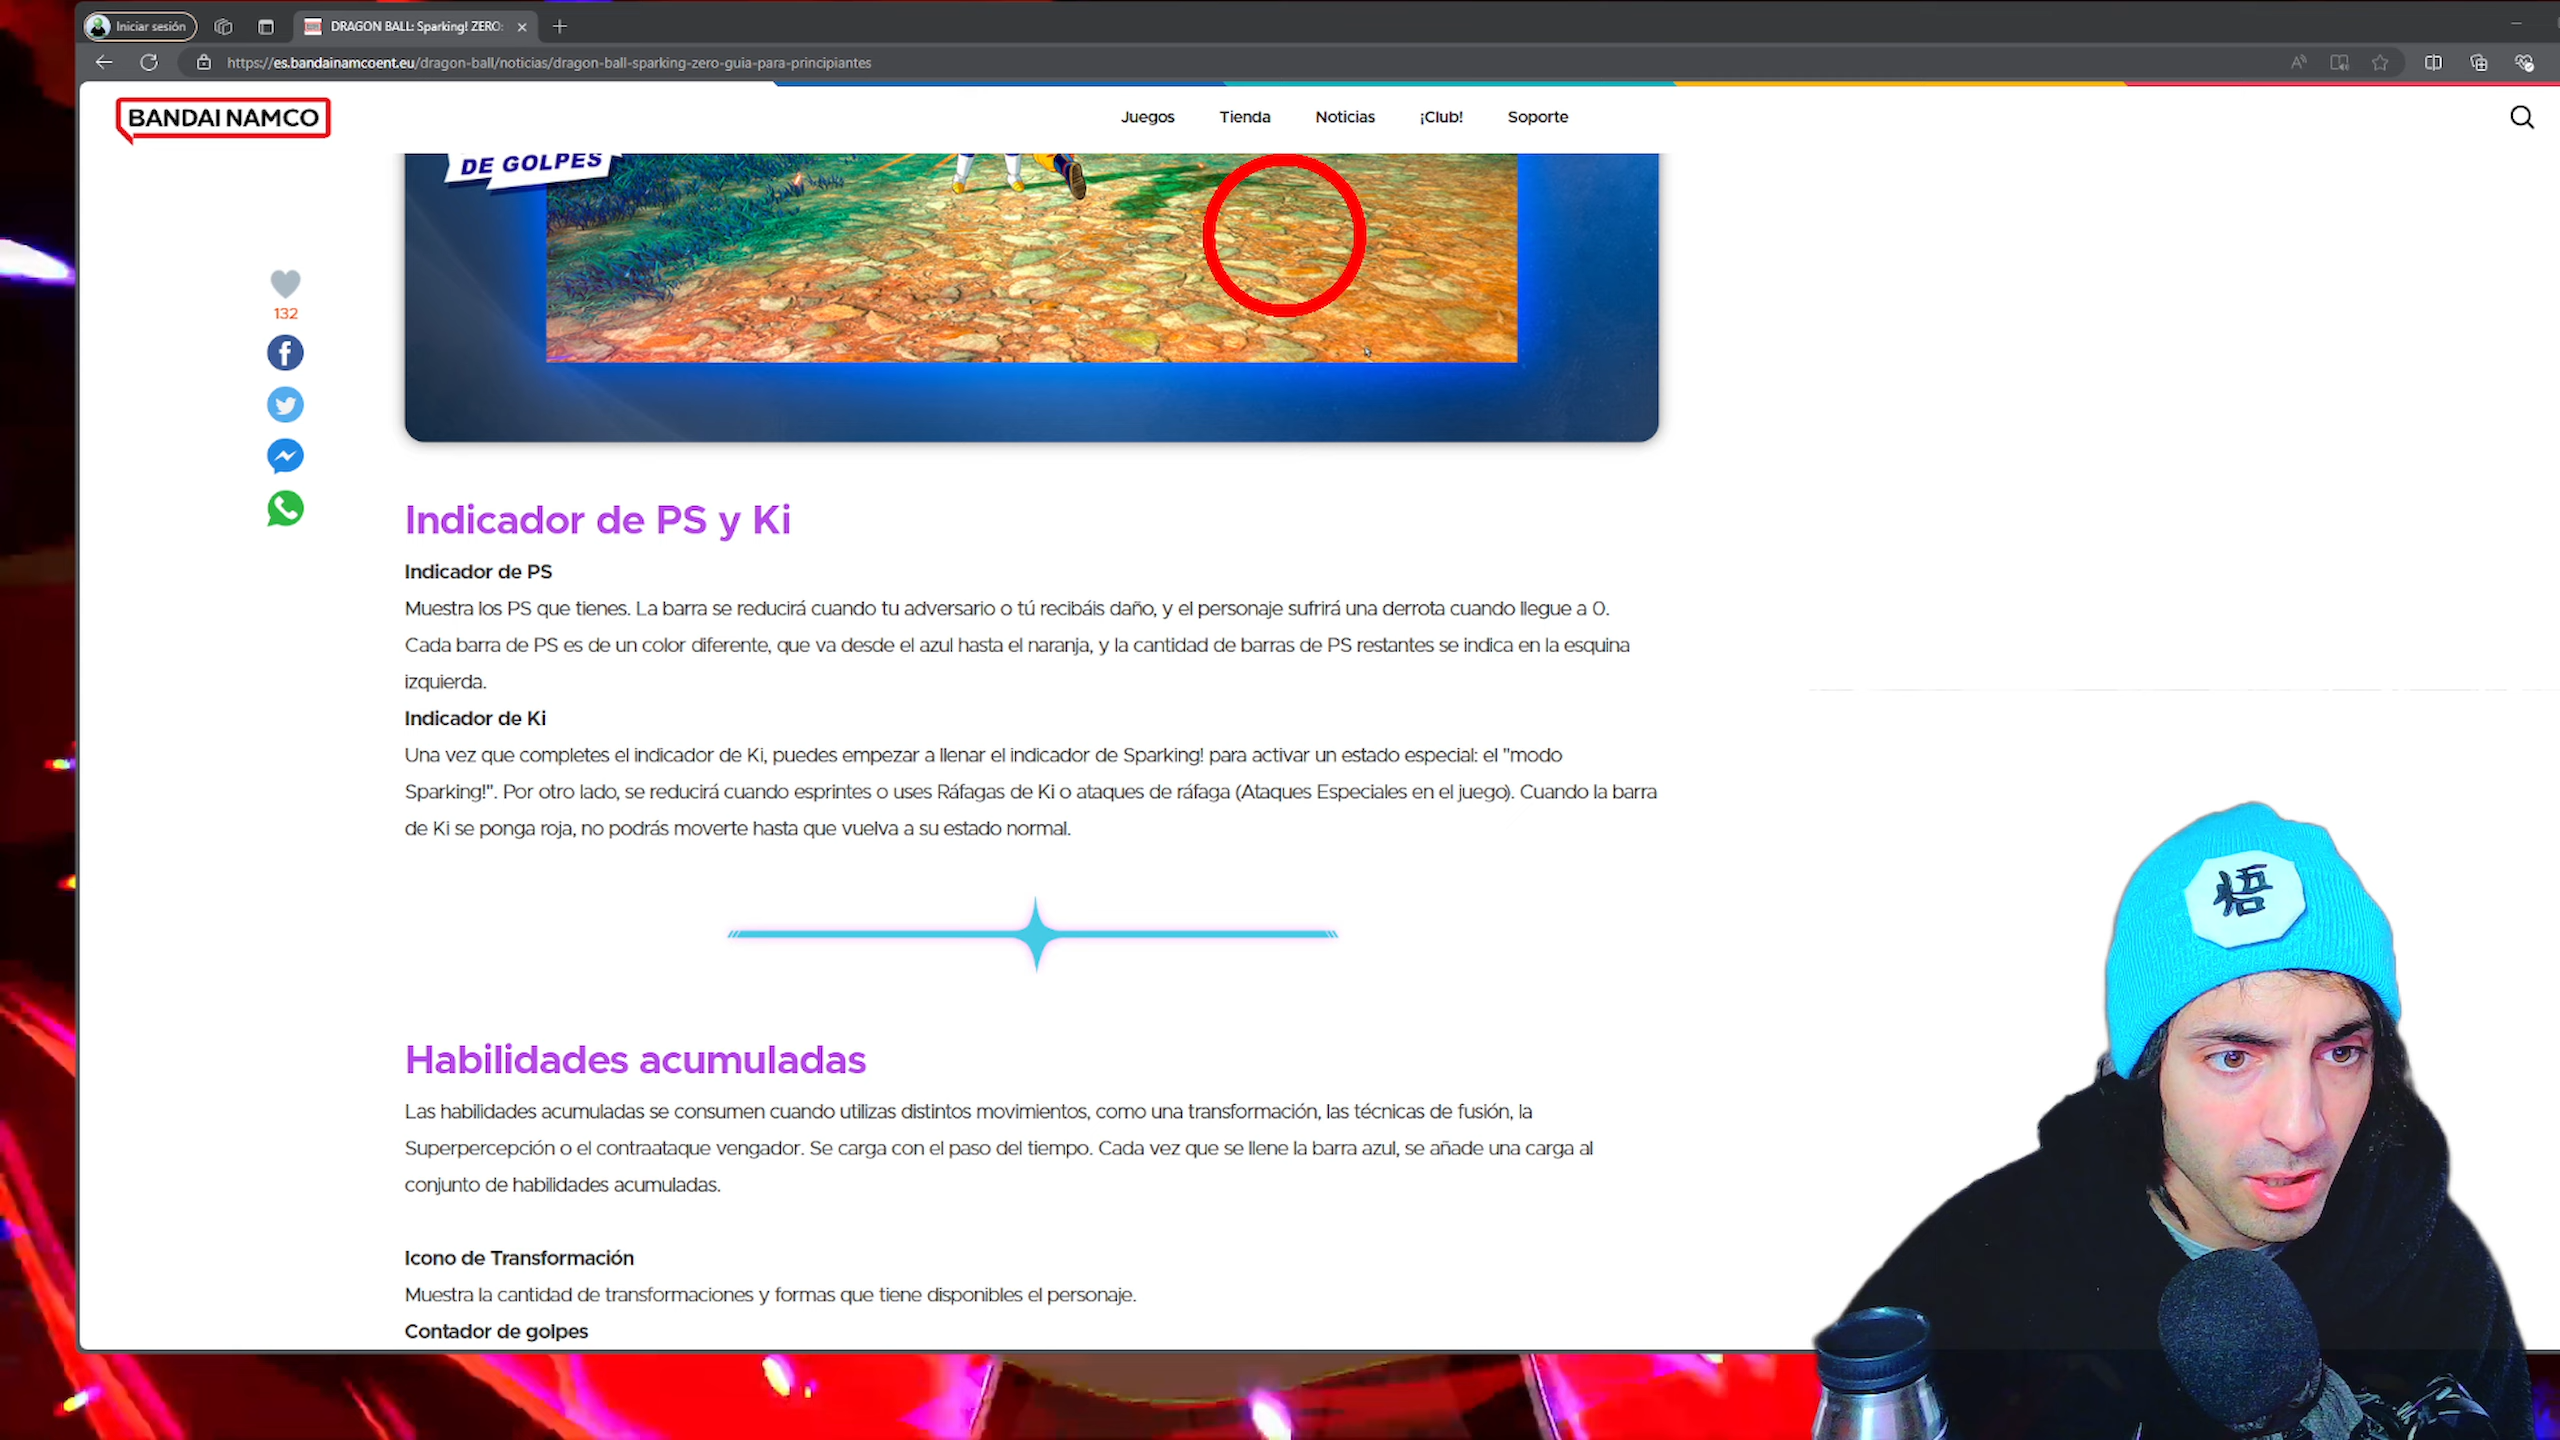 Iniciar sesión
DRAGON BALL: Sparking! ZERO:
https://es.bandainamcoent.eu/dragon-ball/noticias/dragon-ball-sparking-zero-guia-para-principiantes
BANDAI NAMCO
Juegos
Tienda
Noticias
¡Club!
Soporte
DE GOLPES
132
Indicador de PS y Ki
Indicador de PS
Muestra los PS que tienes. La barra se reducirá cuando tu adversario o tú recibáis daño, y el personaje sufrirá una derrota cuando llegue a 0.
Cada barra de PS es de un color diferente, que va desde el azul hasta el naranja, y la cantidad de barras de PS restantes se indica en la esquina
izquierda.
Indicador de Ki
Una vez que completes el indicador de Ki, puedes empezar a llenar el indicador de Sparking! para activar un estado especial: el "modo
Sparking!". Por otro lado, se reducirá cuando esprintes o uses Ráfagas de Ki o ataques de ráfaga (Ataques Especiales en el juego). Cuando la barra
de Ki se ponga roja, no podrás moverte hasta que vuelva a su estado normal.
Habilidades acumuladas
Las habilidades acumuladas se consumen cuando utilizas distintos movimientos, como una transformación, las técnicas de fusión, la
Superpercepción o el contraataque vengador. Se carga con el paso del tiempo. Cada vez que se llene la barra azul, se añade una carga al
conjunto de habilidades acumuladas.
Icono de Transformación
Muestra la cantidad de transformaciones y formas que tiene disponibles el personaje.
Contador de golpes
悟